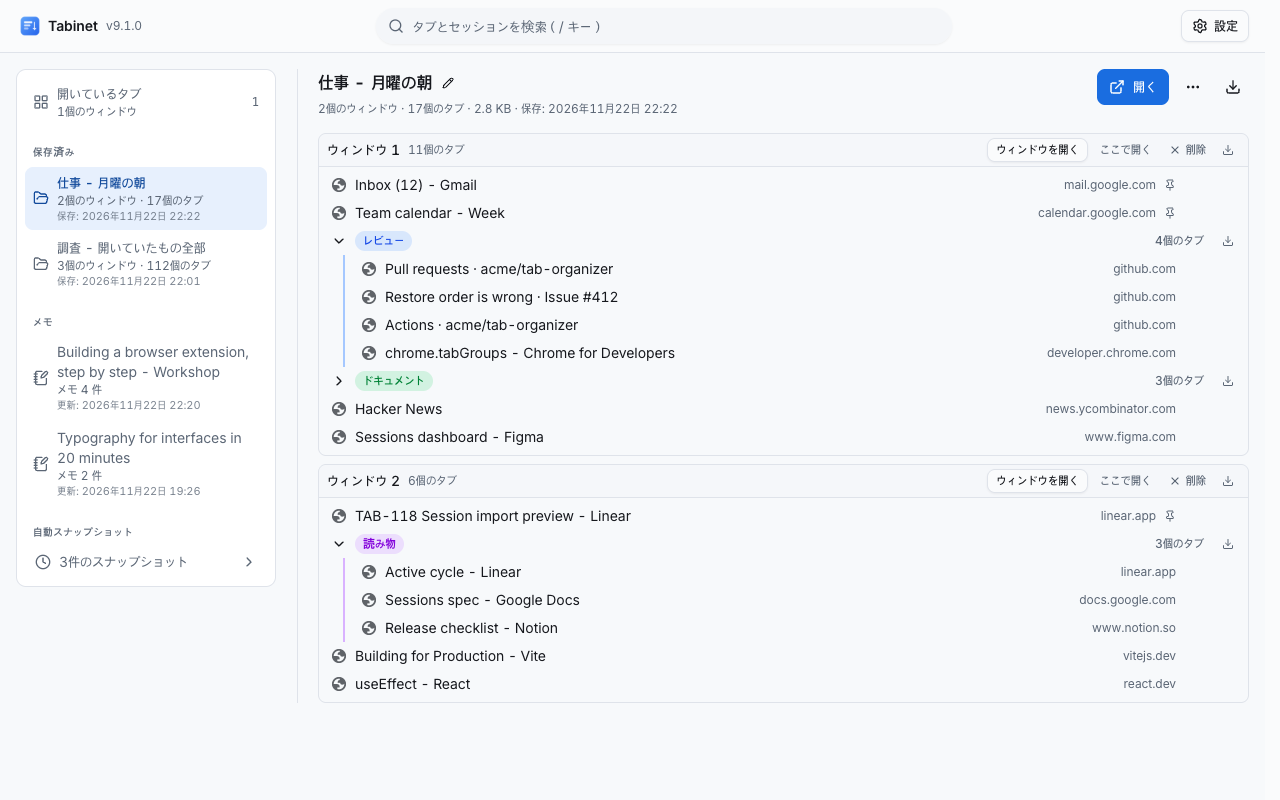 Tabinet v9.1.0
タブとセッションを検索 ( / キー )
設定
開いているタブ
1個のウィンドウ
1
保存済み
仕事 - 月曜の朝
2個のウィンドウ · 17個のタブ
保存: 2026年11月22日 22:22
調査 - 開いていたもの全部
3個のウィンドウ · 112個のタブ
保存: 2026年11月22日 22:01
メモ
Building a browser extension,
step by step - Workshop
メモ 4 件
更新: 2026年11月22日 22:20
Typography for interfaces in
20 minutes
メモ 2 件
更新: 2026年11月22日 19:26
自動スナップショット
3件のスナップショット
仕事 - 月曜の朝
2個のウィンドウ · 17個のタブ · 2.8 KB · 保存: 2026年11月22日 22:22
開く
ウィンドウ 1 11個のタブ ウィンドウを開く ここで開く 削除
Inbox (12) - Gmail mail.google.com
Team calendar - Week calendar.google.com
レビュー 4個のタブ
Pull requests · acme/tab-organizer github.com
Restore order is wrong · Issue #412 github.com
Actions · acme/tab-organizer github.com
chrome.tabGroups - Chrome for Developers developer.chrome.com
ドキュメント 3個のタブ
Hacker News news.ycombinator.com
Sessions dashboard - Figma www.figma.com
ウィンドウ 2 6個のタブ ウィンドウを開く ここで開く 削除
TAB-118 Session import preview - Linear linear.app
読み物 3個のタブ
Active cycle - Linear linear.app
Sessions spec - Google Docs docs.google.com
Release checklist - Notion www.notion.so
Building for Production - Vite vitejs.dev
useEffect - React react.dev